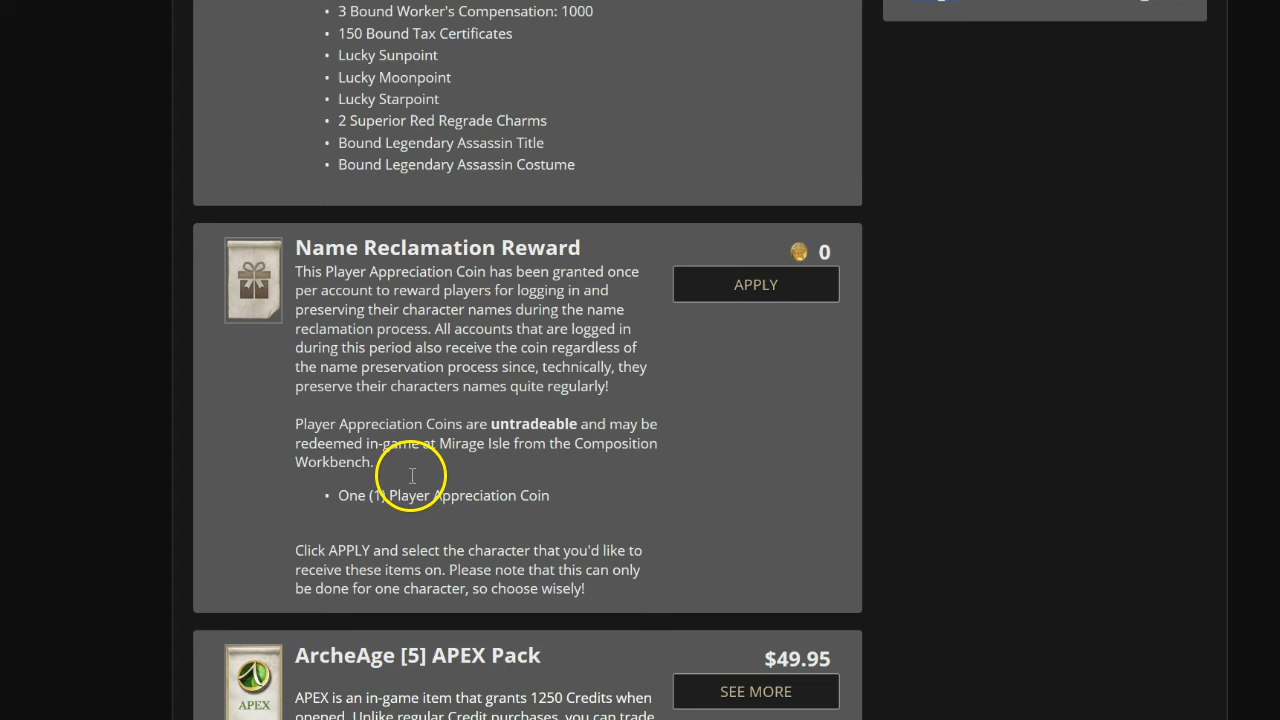 • 3 Bound Worker's Compensation: 1000
• 150 Bound Tax Certificates
• Lucky Sunpoint
• Lucky Moonpoint
• Lucky Starpoint
• 2 Superior Red Regrade Charms
• Bound Legendary Assassin Title
• Bound Legendary Assassin Costume
Name Reclamation Reward
0
This Player Appreciation Coin has been granted once
per account to reward players for logging in and
preserving their character names during the name
reclamation process. All accounts that are logged in
during this period also receive the coin regardless of
the name preservation process since, technically, they
preserve their characters names quite regularly!
APPLY
Player Appreciation Coins are untradeable and may be
redeemed in-game at Mirage Isle from the Composition
Workbench.
• One (1) Player Appreciation Coin
Click APPLY and select the character that you'd like to
receive these items on. Please note that this can only
be done for one character, so choose wisely!
ArcheAge [5] APEX Pack
$49.95
SEE MORE
APEX
APEX is an in-game item that grants 1250 Credits when
opened. Unlike regular Credit purchases, you can trade